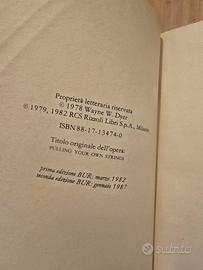 Proprietà letteraria riservata
© 1978 Wayne W. Dyer
© 1979, 1982 RCS Rizzoli Libri S.p.A., Milano
ISBN 88-17-13474-0
Titolo originale dell'opera:
PULLING YOUR OWN STRINGS
prima edizione BUR: marzo 1982
seconda edizione BUR: gennaio 1987
subito